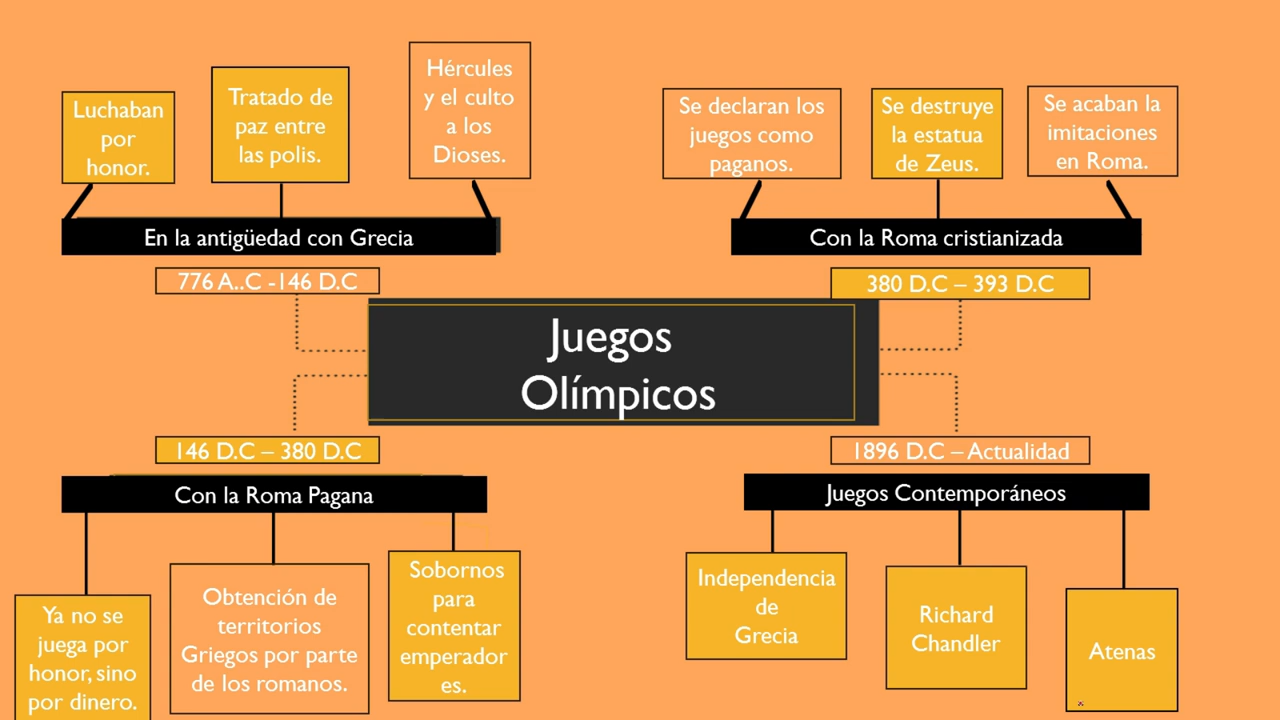 Luchaban
por
honor.
Tratado de
paz entre
las polis.
Hércules
y el culto
a los
Dioses.
En la antigüedad con Grecia
776 A..C -146 D.C
Se declaran los
juegos como
paganos.
Se destruye
la estatua
de Zeus.
Se acaban la
imitaciones
en Roma.
Con la Roma cristianizada
380 D.C – 393 D.C
Juegos
Olímpicos
146 D.C – 380 D.C
Con la Roma Pagana
Ya no se
juega por
honor, sino
por dinero.
Obtención de
territorios
Griegos por parte
de los romanos.
Sobornos
para
contentar
emperador
es.
1896 D.C – Actualidad
Juegos Contemporáneos
Independencia
de
Grecia
Richard
Chandler
Atenas